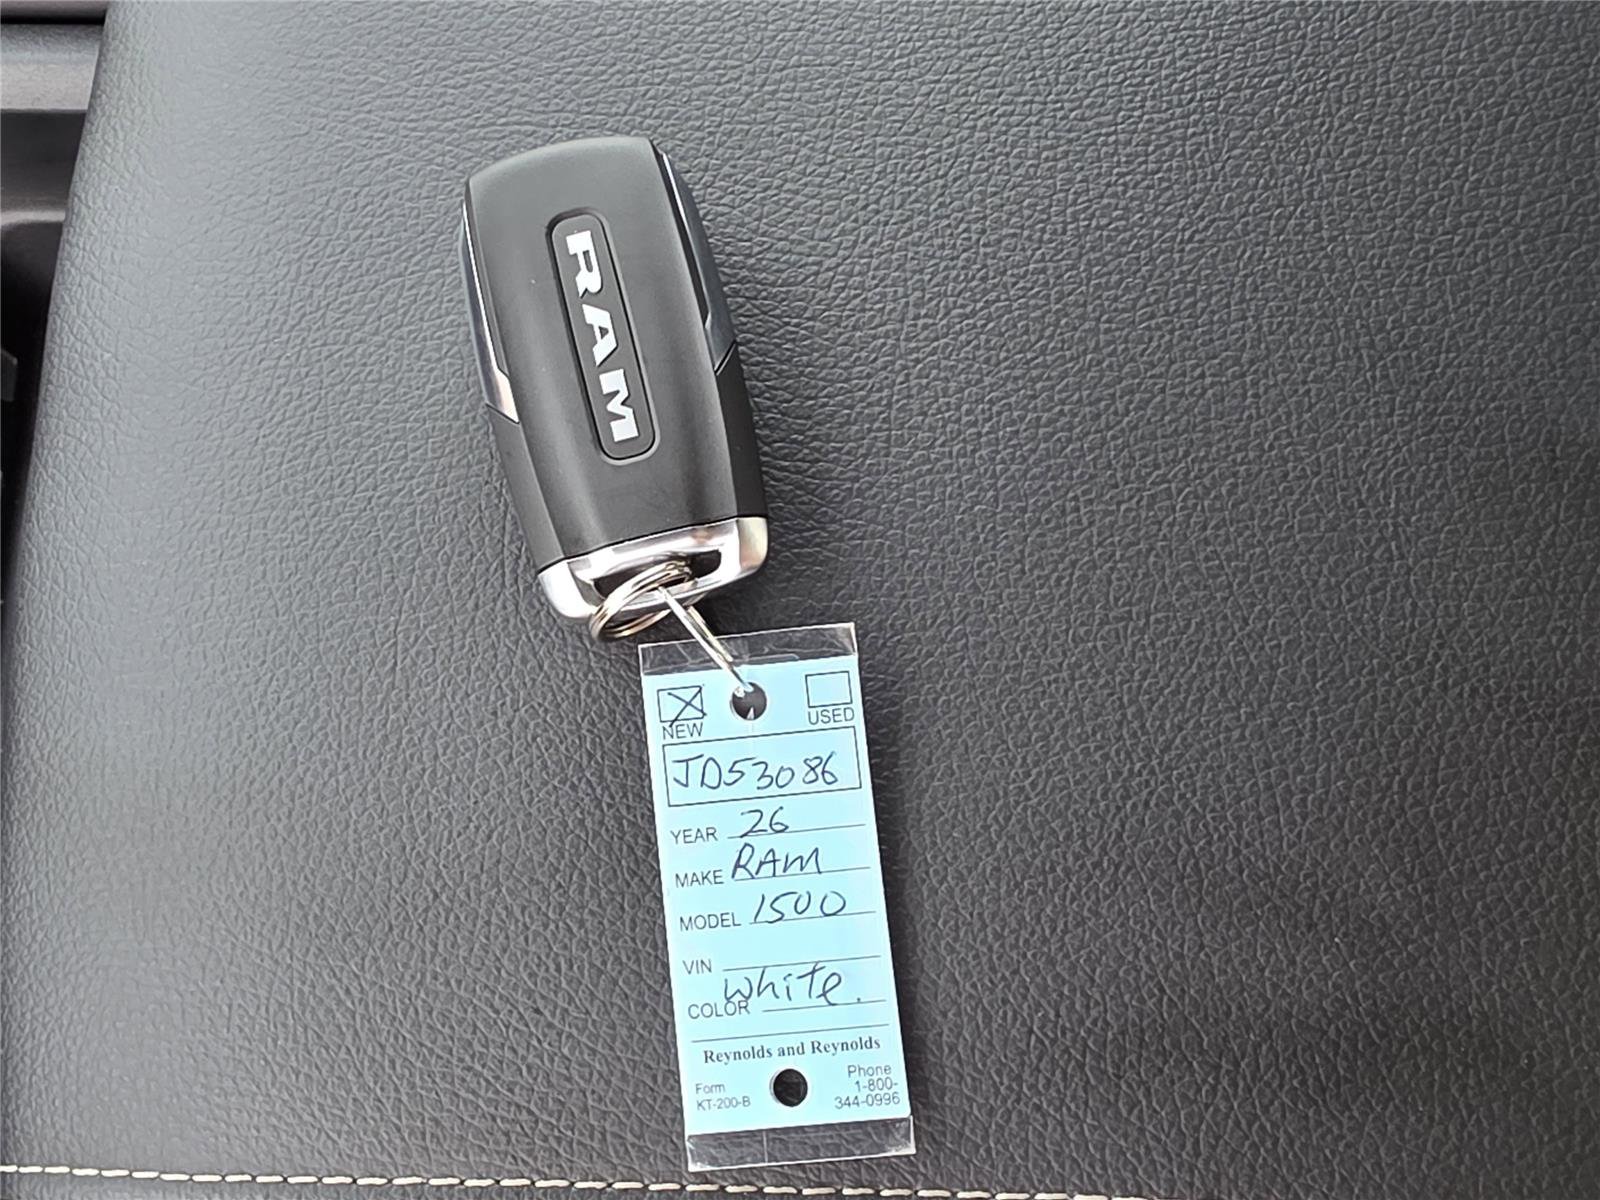 RAM
NEW
USED
JD53086
YEAR 26
MAKE RAM
MODEL 1500
VIN
COLOR white.
Reynolds and Reynolds
Form
KT-200-B
Phone
1-800-
344-0996